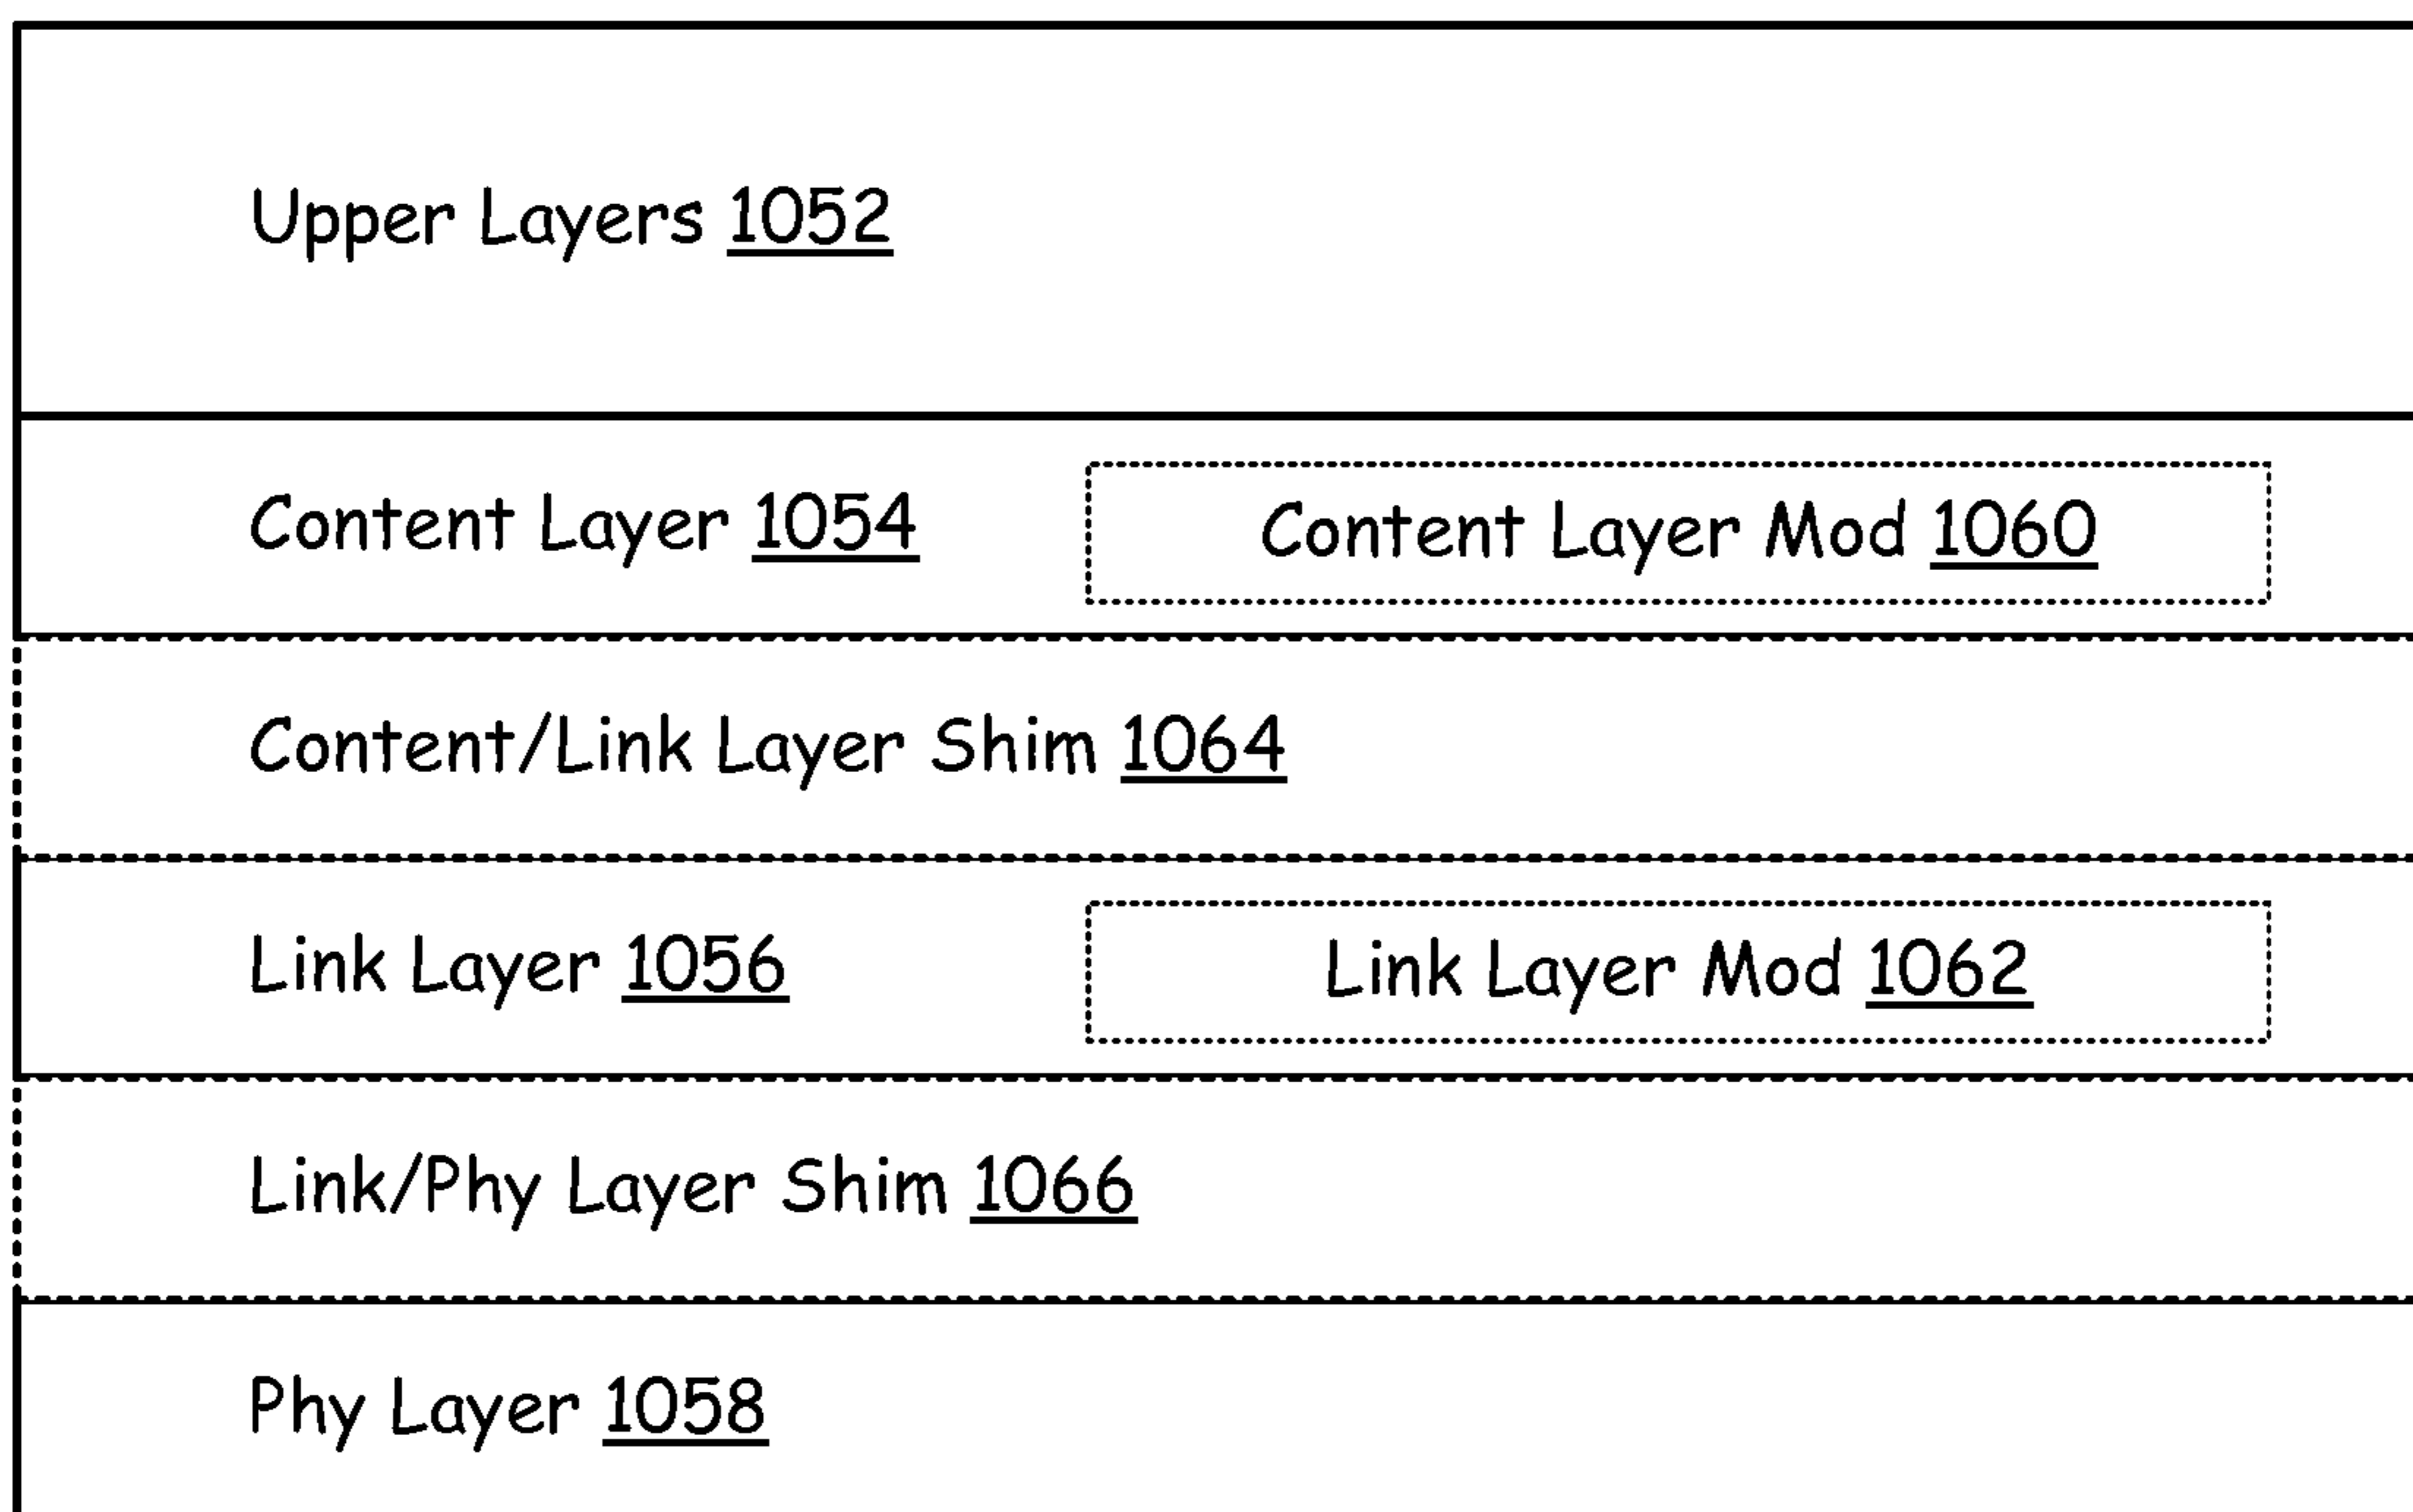 Upper Layers 1052
Content Layer 1054
Content Layer Mod 1060
Content/Link Layer Shim 1064
Link Layer 1056
Link Layer Mod 1062
Link/Phy Layer Shim 1066
Phy Layer 1058